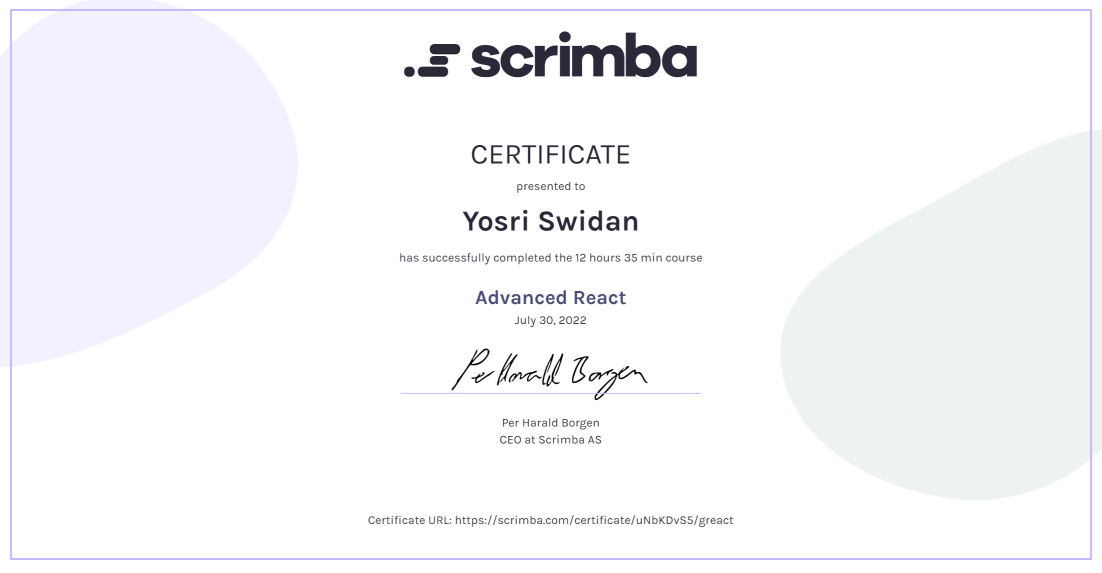 scrimba
CERTIFICATE
presented to
Yosri Swidan
has successfully completed the 12 hours 35 min course
Advanced React
July 30, 2022
Per Harald Borgen
Per Harald Borgen
CEO at Scrimba AS
Certificate URL: https://scrimba.com/certificate/uNbKDvS5/greact